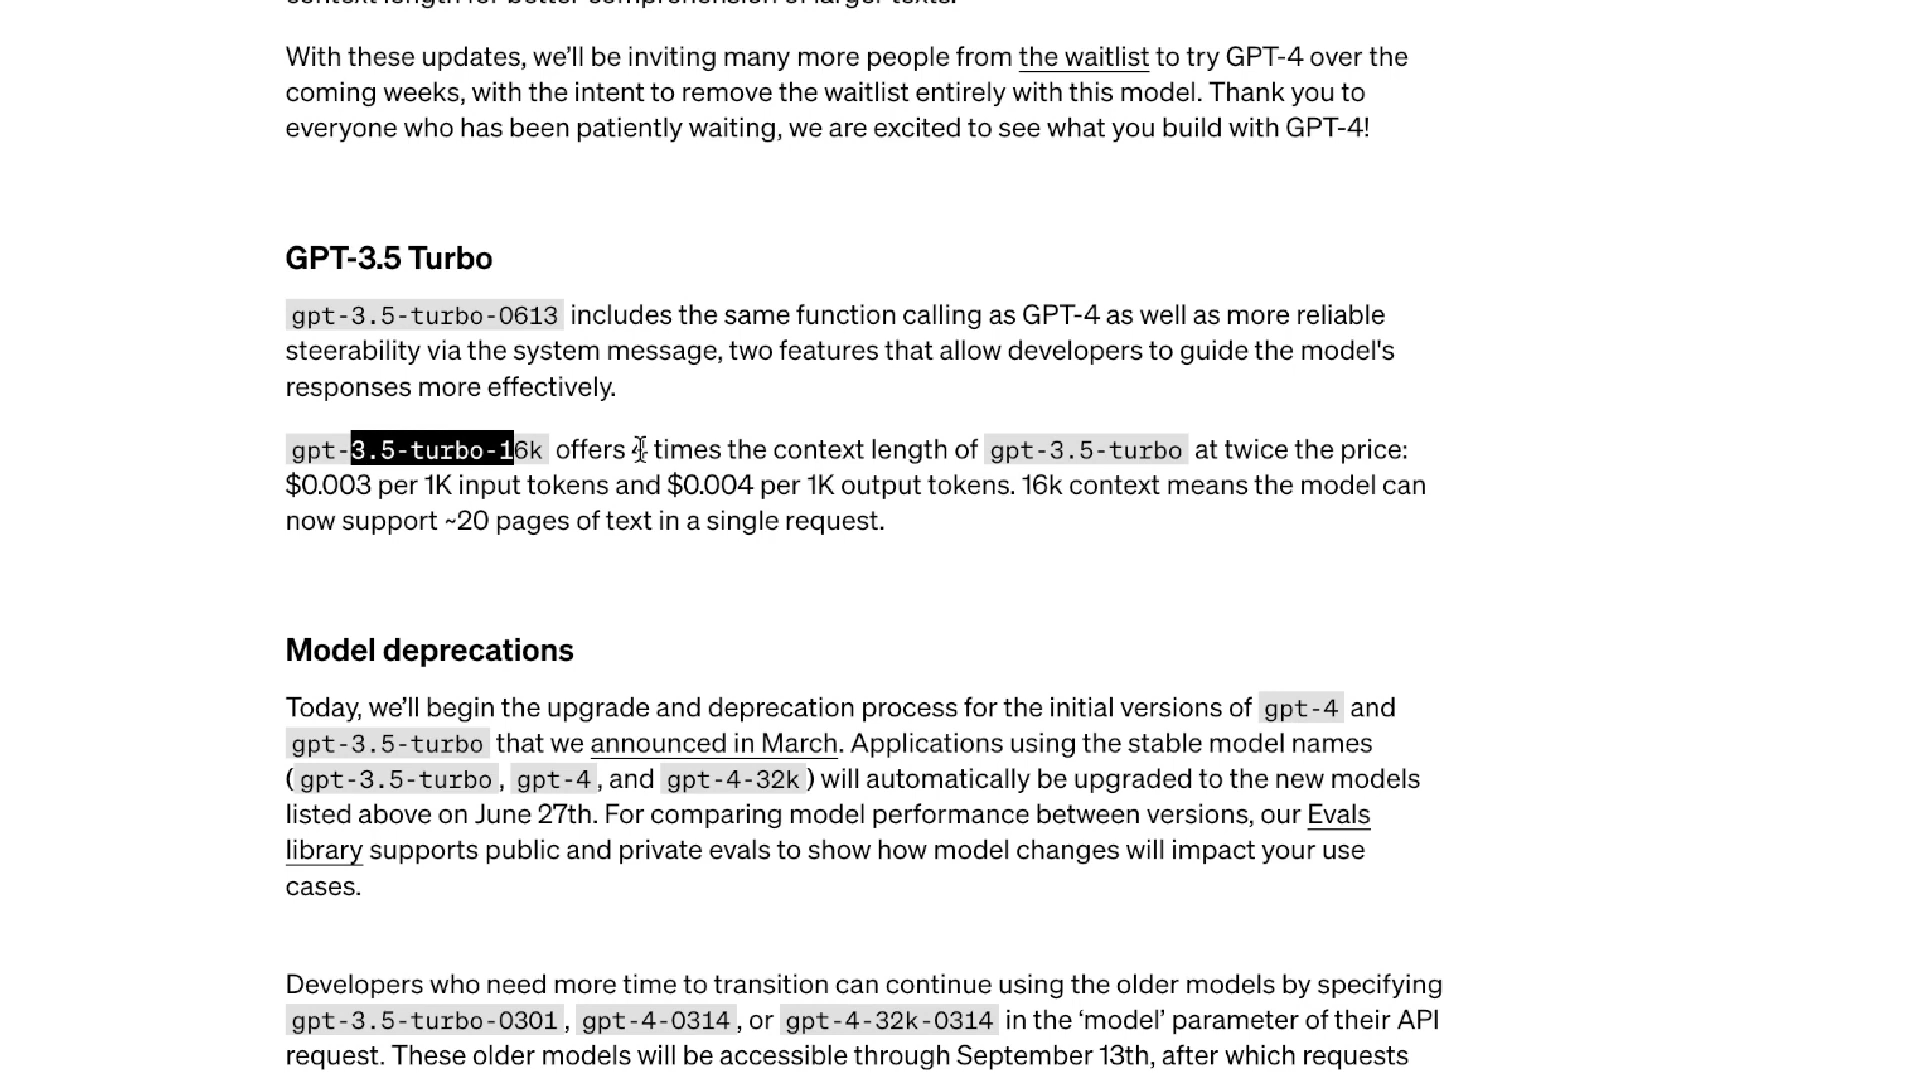 context length for better comprehension of larger texts.
With these updates, we’ll be inviting many more people from the waitlist to try GPT-4 over the
coming weeks, with the intent to remove the waitlist entirely with this model. Thank you to
everyone who has been patiently waiting, we are excited to see what you build with GPT-4!
GPT-3.5 Turbo
gpt-3.5-turbo-0613 includes the same function calling as GPT-4 as well as more reliable
steerability via the system message, two features that allow developers to guide the model's
responses more effectively.
gpt-3.5-turbo-16k offers 4 times the context length of gpt-3.5-turbo at twice the price:
$0.003 per 1K input tokens and $0.004 per 1K output tokens. 16k context means the model can
now support ~20 pages of text in a single request.
Model deprecations
Today, we’ll begin the upgrade and deprecation process for the initial versions of gpt-4 and
gpt-3.5-turbo that we announced in March. Applications using the stable model names
(gpt-3.5-turbo, gpt-4, and gpt-4-32k) will automatically be upgraded to the new models
listed above on June 27th. For comparing model performance between versions, our Evals
library supports public and private evals to show how model changes will impact your use
cases.
Developers who need more time to transition can continue using the older models by specifying
gpt-3.5-turbo-0301, gpt-4-0314, or gpt-4-32k-0314 in the ‘model’ parameter of their API
request. These older models will be accessible through September 13th, after which requests